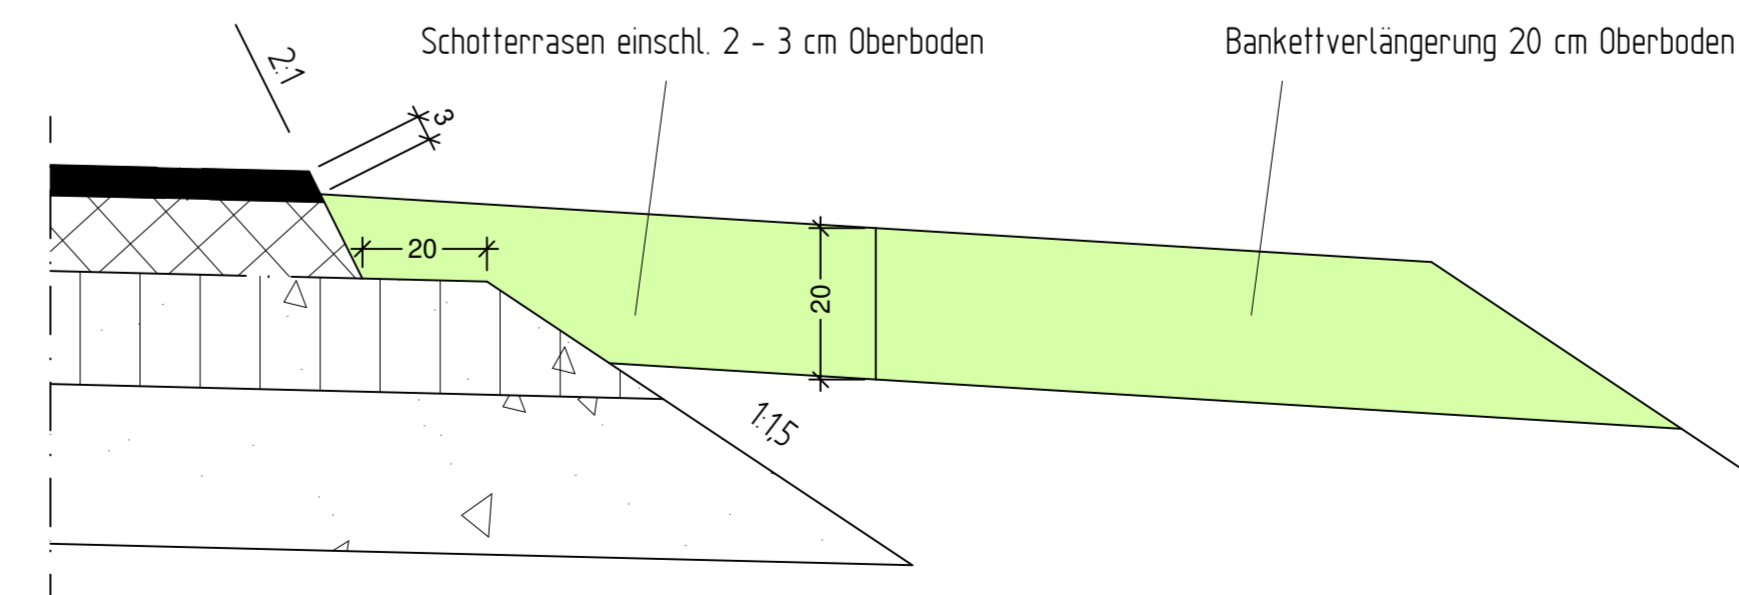 Schotterrasen einschl. 2 - 3 cm Oberboden
Bankettverlängerung 20 cm Oberboden
2:1
3
20
20
1:1,5